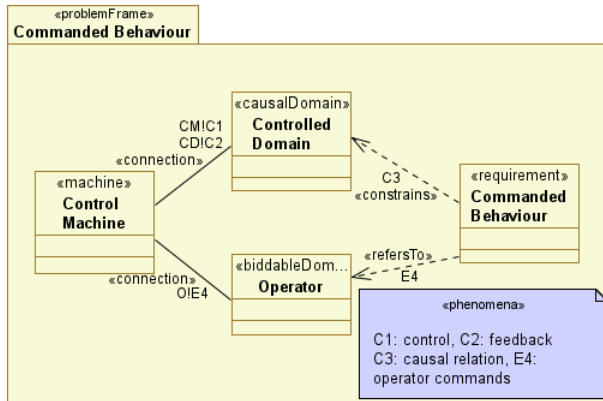 «problemFrame»
Commanded Behaviour
CM!C1
CD!C2
«connection»
«causalDomain»
Controlled
Domain
«machine»
Control
Machine
C3
«constrains»
«requirement»
Commanded
Behaviour
«connection»
O!E4
«biddableDom...
Operator
«refersTo»
E4
«phenomena»
C1: control, C2: feedback
C3: causal relation, E4:
operator commands